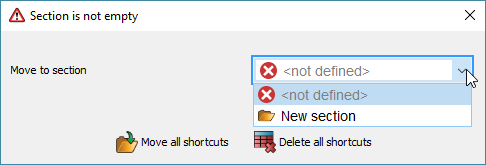 Section is not empty
Move to section
<not defined>
<not defined>
New section
Move all shortcuts
Delete all shortcuts